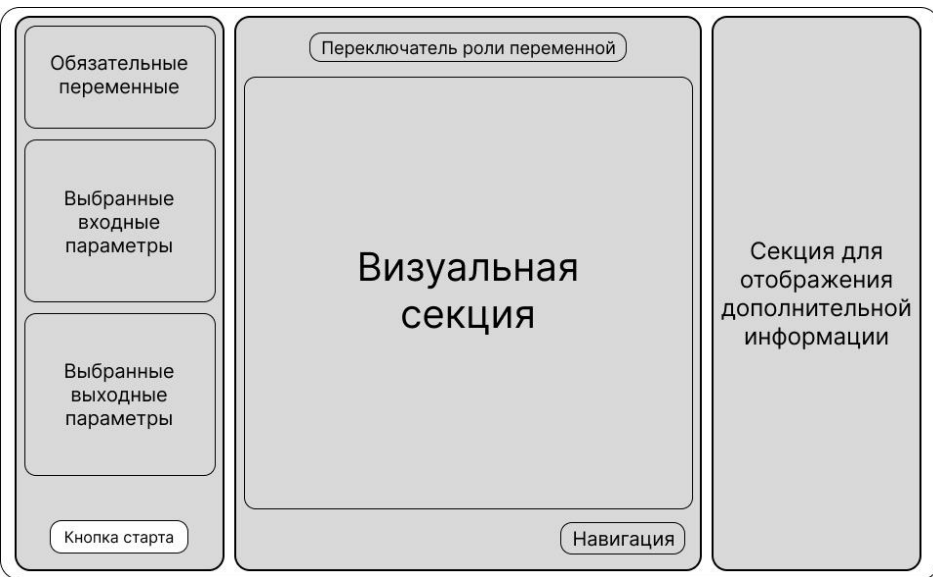 Обязательные
переменные
Выбранные
входные
параметры
Выбранные
выходные
параметры
Кнопка старта
Переключатель роли переменной
Визуальная
секция
Навигация
Секция для
отображения
дополнительной
информации